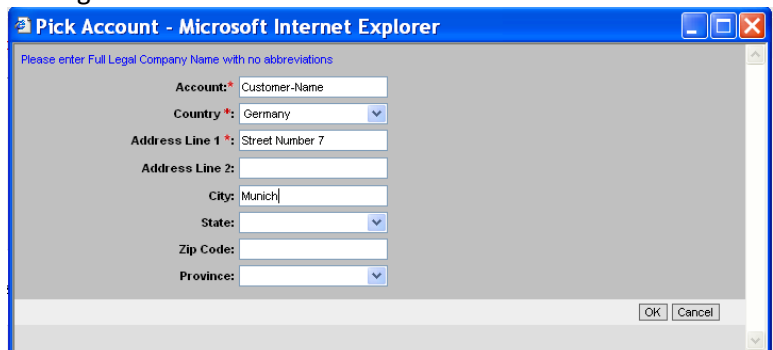 Pick Account - Microsoft Internet Explorer
Please enter Full Legal Company Name with no abbreviations
Account:* Customer-Name
Country *: Germany
Address Line 1 *: Street Number 7
Address Line 2:
City: Munich
State:
Zip Code:
Province:
OK Cancel